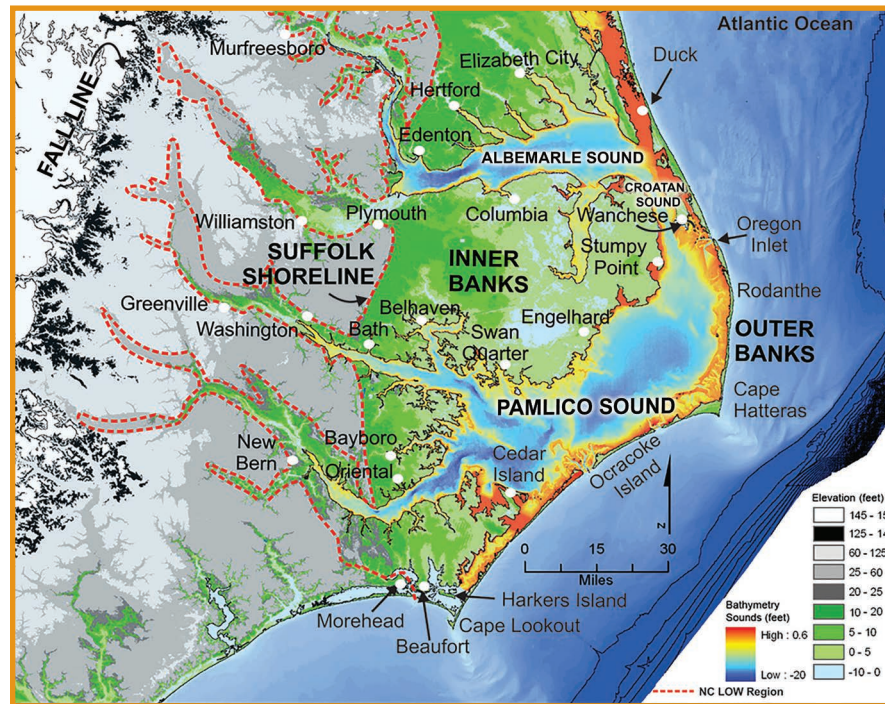 Atlantic Ocean
Murfreesboro
Elizabeth City
Duck
Hertford
FALL LINE
Edenton
ALBEMARLE SOUND
CROATAN
SOUND
Williamston
Plymouth
Columbia
Wanchese
Oregon
Inlet
SUFFOLK
SHORELINE
INNER
BANKS
Stumpy
Point
Rodanthe
Greenville
Belhaven
Washington
Bath
Swan
Quarter
Engelhard
OUTER
BANKS
PAMLICO SOUND
Cape
Hatteras
New
Bern
Bayboro
Oriental
Cedar
Island
Ocracoke
Island
N
0 15 30
Miles
Harkers Island
Morehead
Beaufort
Cape Lookout
Elevation (feet)
145 - 15
125 - 14
60 - 125
25 - 60
20 - 25
10 - 20
5 - 10
0 - 5
-10 - 0
Bathymetry
Sounds (feet)
High : 0.6
Low : -20
NC LOW Region